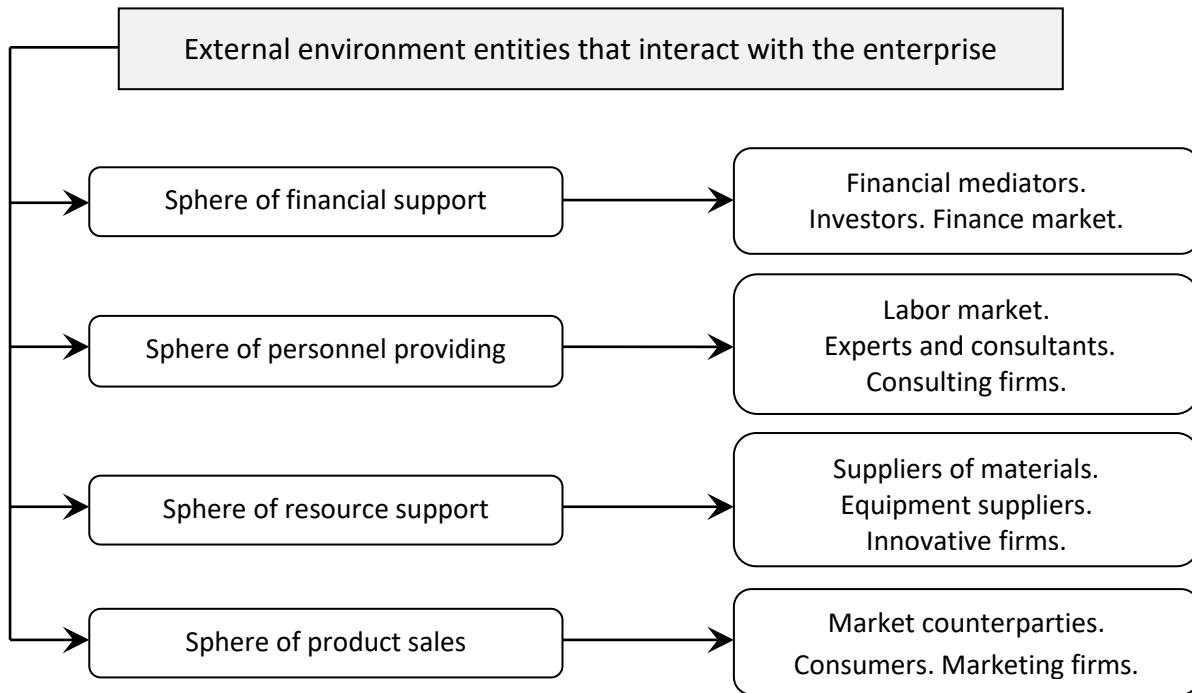 External environment entities that interact with the enterprise
Sphere of financial support
Financial mediators.
Investors. Finance market.
Sphere of personnel providing
Labor market.
Experts and consultants.
Consulting firms.
Sphere of resource support
Suppliers of materials.
Equipment suppliers.
Innovative firms.
Sphere of product sales
Market counterparties.
Consumers. Marketing firms.